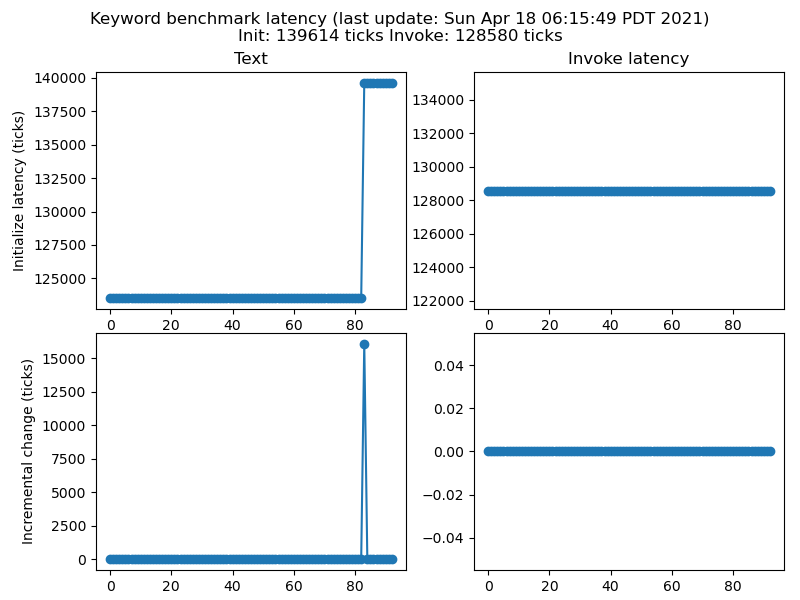 Keyword benchmark latency (last update: Sun Apr 18 06:15:49 PDT 2021)
Init: 139614 ticks Invoke: 128580 ticks
Text
Invoke latency
Initialize latency (ticks)
140000
137500
135000
132500
130000
127500
125000
0 20 40 60 80
134000
132000
130000
128000
126000
124000
122000
0 20 40 60 80
Incremental change (ticks)
15000
12500
10000
7500
5000
2500
0
0 20 40 60 80
0.04
0.02
0.00
−0.02
−0.04
0 20 40 60 80